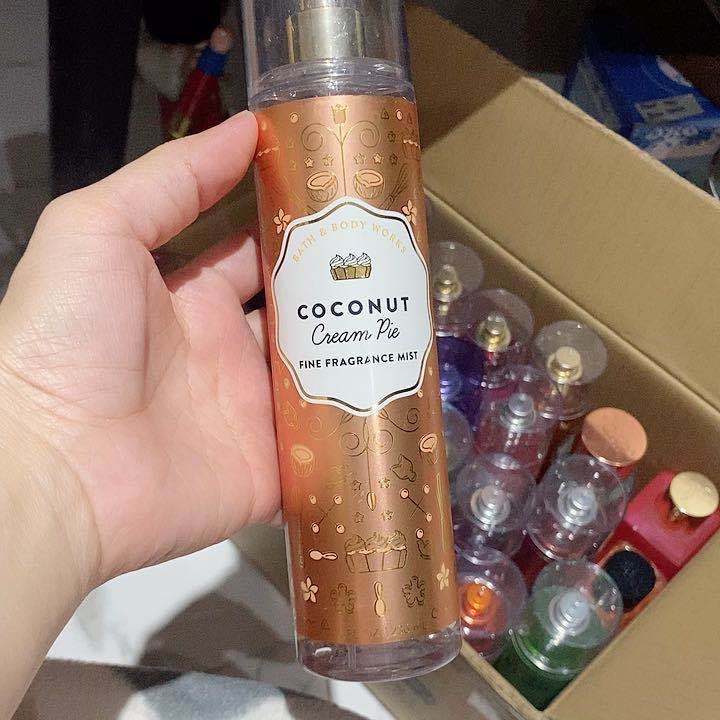 BATH & BODY WORKS
COCONUT
Cream Pie
FINE FRAGRANCE MIST